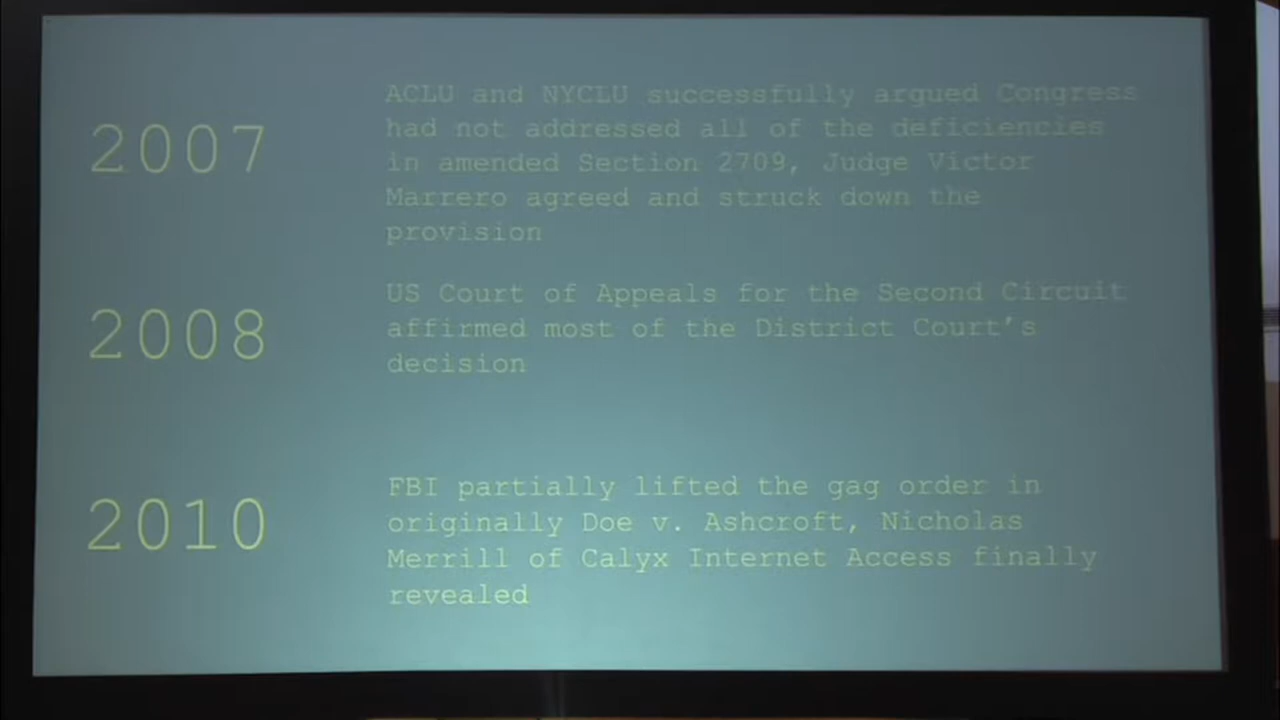 2007
ACLU and NYCLU successfully argued Congress
had not addressed all of the deficiencies
in amended Section 2709, Judge Victor
Marrero agreed and struck down the
provision
2008
US Court of Appeals for the Second Circuit
affirmed most of the District Court's
decision
2010
FBI partially lifted the gag order in
originally Doe v. Ashcroft, Nicholas
Merrill of Calyx Internet Access finally
revealed